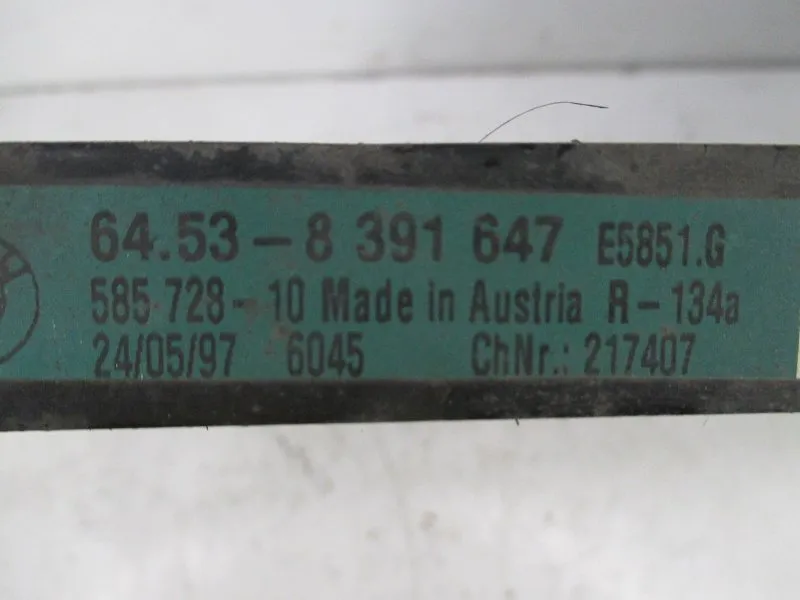 64.53-8 391 647 E5851.G
585 728-10 Made in Austria R-134a
24/05/97 6045 ChNr.: 217407